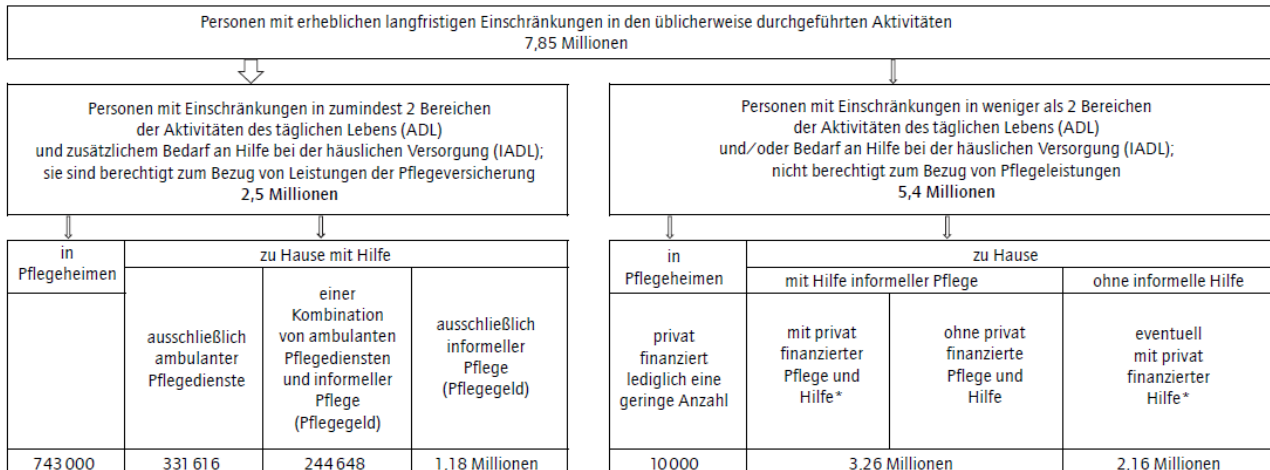 Personen mit erheblichen langfristigen Einschränkungen in den üblicherweise durchgeführten Aktivitäten
7,85 Millionen
Personen mit Einschränkungen in zumindest 2 Bereichen
der Aktivitäten des täglichen Lebens (ADL)
und zusätzlichem Bedarf an Hilfe bei der häuslichen Versorgung (IADL);
sie sind berechtigt zum Bezug von Leistungen der Pflegeversicherung
2,5 Millionen
Personen mit Einschränkungen in weniger als 2 Bereichen
der Aktivitäten des täglichen Lebens (ADL)
und/oder Bedarf an Hilfe bei der häuslichen Versorgung (IADL);
nicht berechtigt zum Bezug von Pflegeleistungen
5,4 Millionen
in
Pflegeheimen
zu Hause mit Hilfe
ausschließlich
ambulanter
Pflegedienste
einer
Kombination
von ambulanten
Pflegediensten
und informeller
Pflege
(Pflegegeld)
ausschließlich
informeller
Pflege
(Pflegegeld)
743 000
331 616
244 648
1,18 Millionen
in
Pflegeheimen
zu Hause
mit Hilfe informeller Pflege
ohne informelle Hilfe
privat
finanziert
lediglich eine
geringe Anzahl
mit privat
finanzierter
Pflege und
Hilfe*
ohne privat
finanzierte
Pflege und
Hilfe
eventuell
mit privat
finanzierter
Hilfe*
10 000
3,26 Millionen
2,16 Millionen